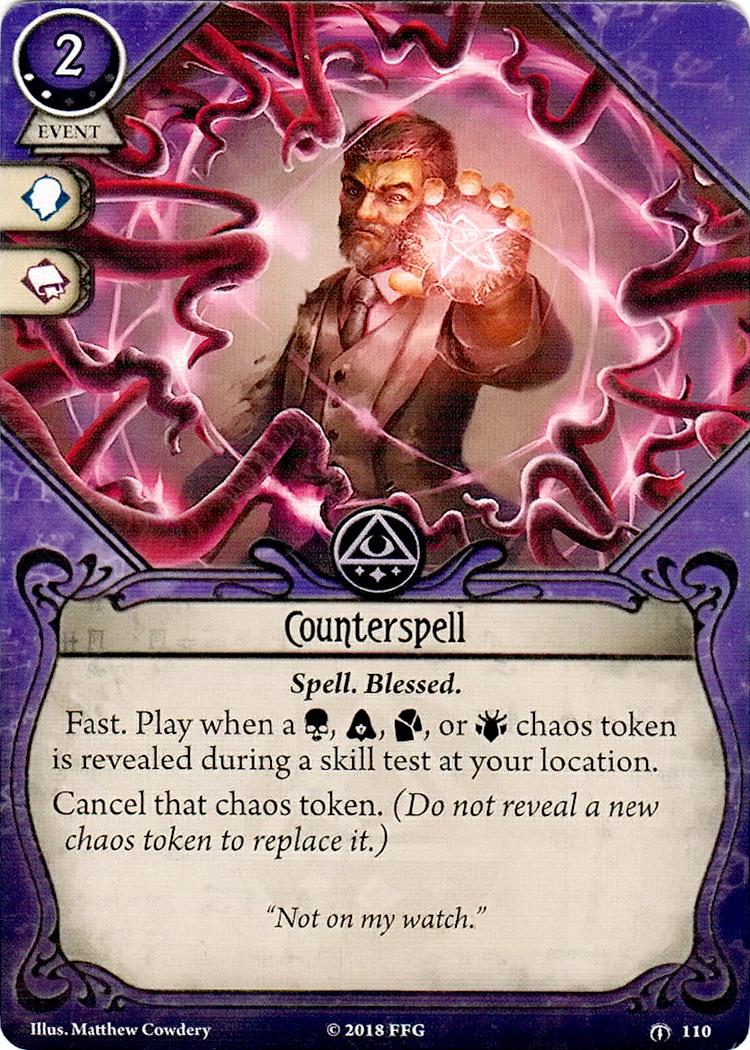 2
EVENT
Counterspell
Spell. Blessed.
Fast. Play when a , , , or chaos token
is revealed during a skill test at your location.
Cancel that chaos token. (Do not reveal a new
chaos token to replace it.)
“Not on my watch.”
Illus. Matthew Cowdery
© 2018 FFG
110